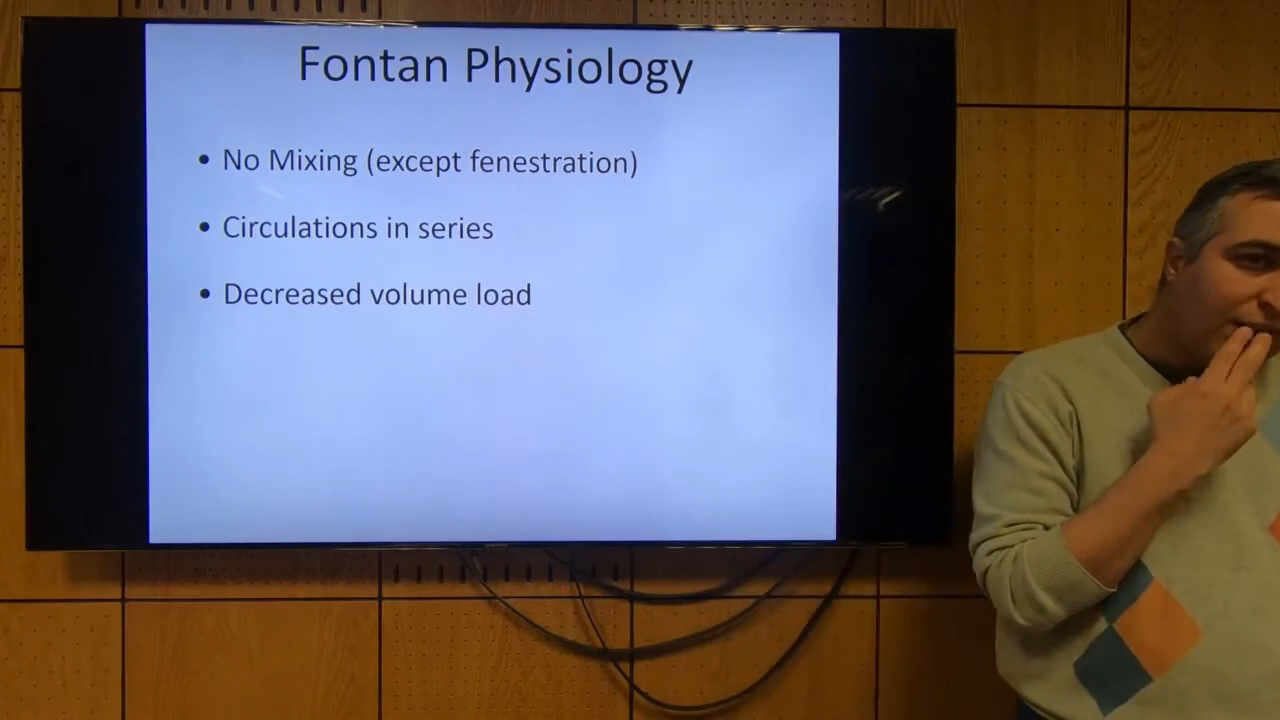 Fontan Physiology
• No Mixing (except fenestration)
• Circulations in series
• Decreased volume load